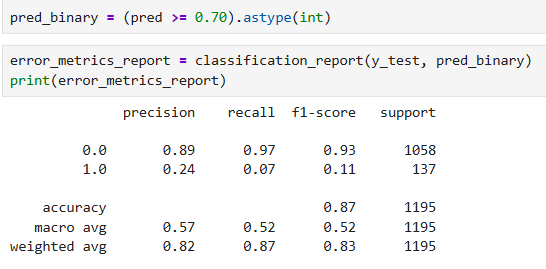 pred_binary = (pred >= 0.70).astype(int)
error_metrics_report = classification_report(y_test, pred_binary)
print(error_metrics_report)
precision recall f1-score support
0.0 0.89 0.97 0.93 1058
1.0 0.24 0.07 0.11 137
accuracy 0.87 1195
macro avg 0.57 0.52 0.52 1195
weighted avg 0.82 0.87 0.83 1195